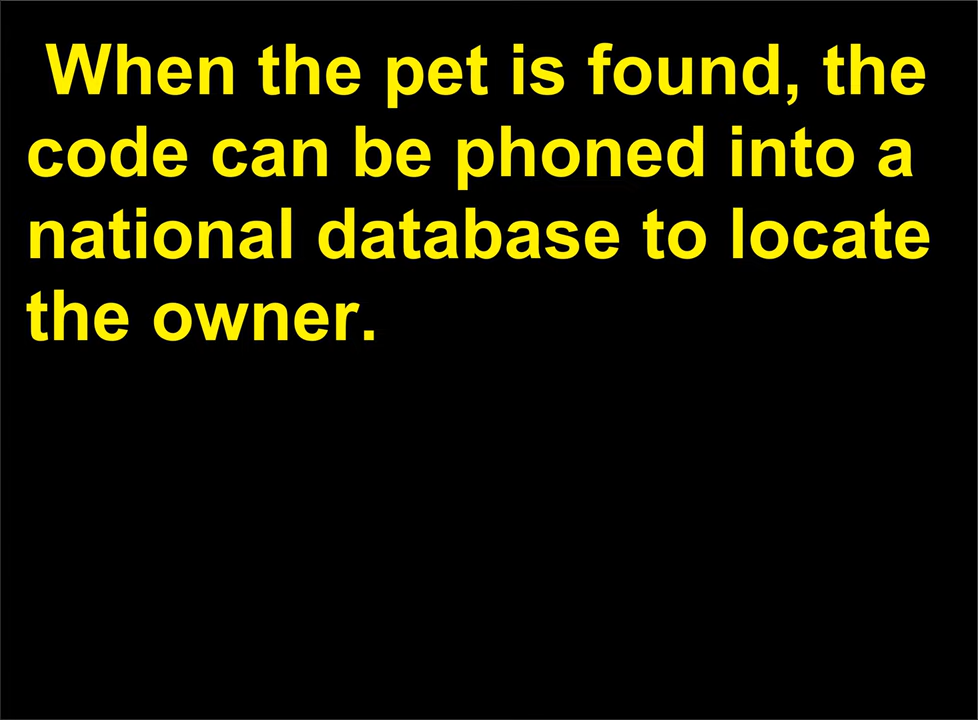 When the pet is found, the
code can be phoned into a
national database to locate
the owner.